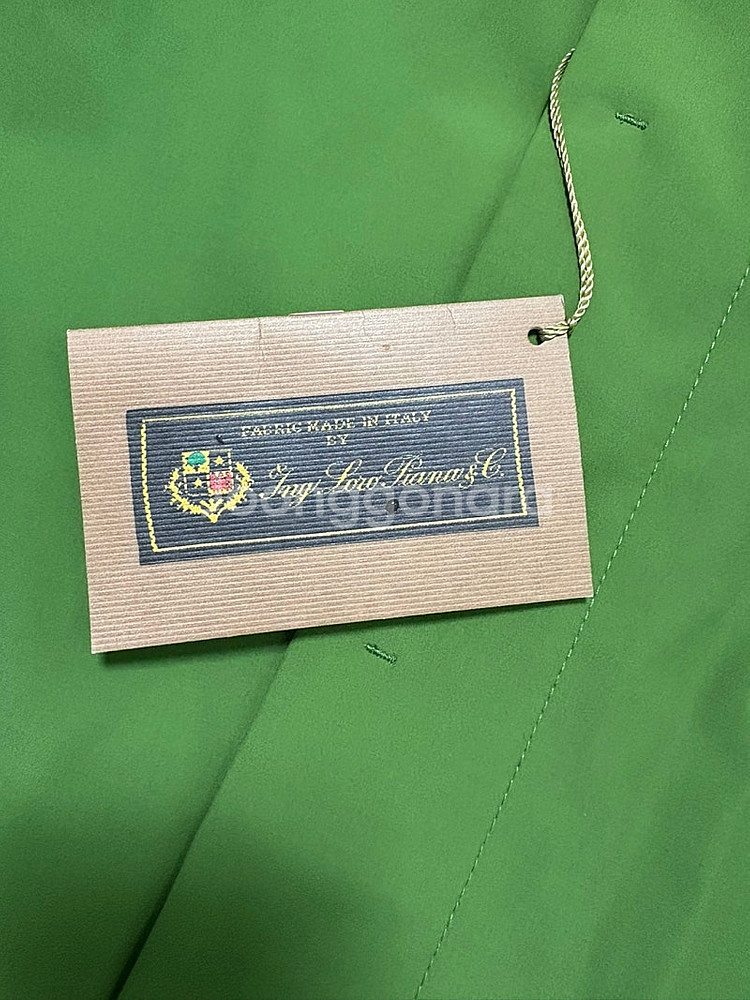 FABRIC MADE IN ITALY
BY
Ing. Loro Piana & C.